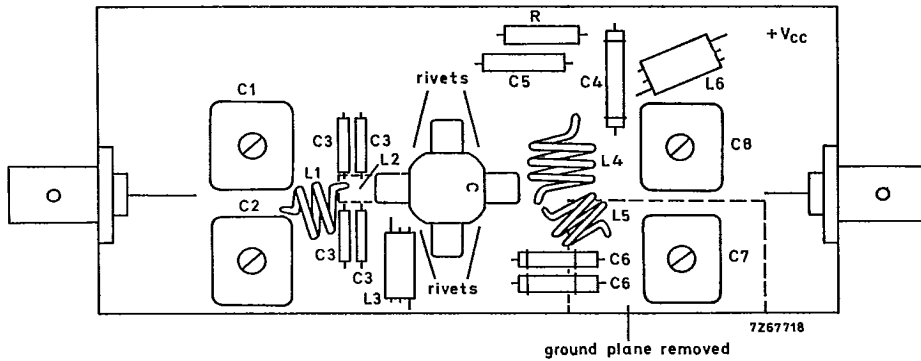 R
+VCC
C5
C4
L6
rivets
C1
C3
C3
L2
L4
C8
L1
C
C2
L5
C3
C3
L3
C6
C6
C7
rivets
7Z67718
ground plane removed